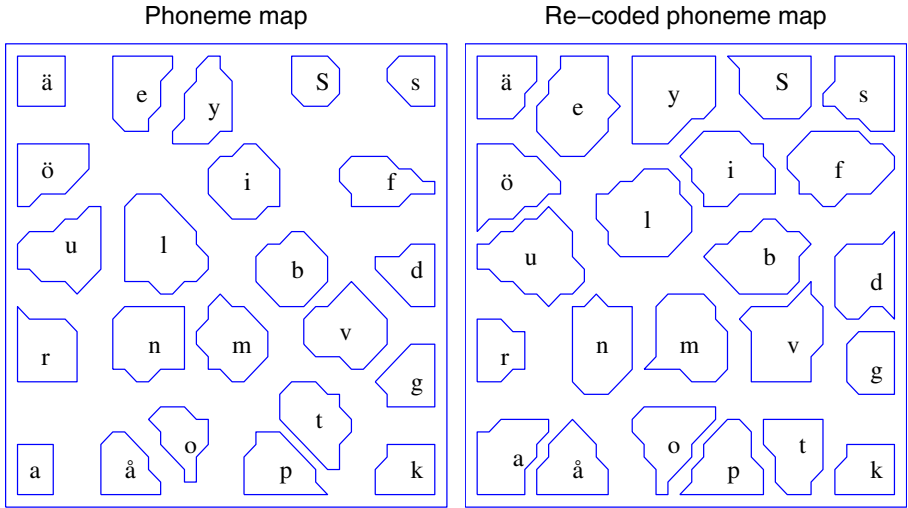 Phoneme map
Re−coded phoneme map
ä e y S s
ö i f
u l b d
r n m v g
a å o p t k
ä e y S s
ö l i f
u b d
r n m v g
a å o p t k